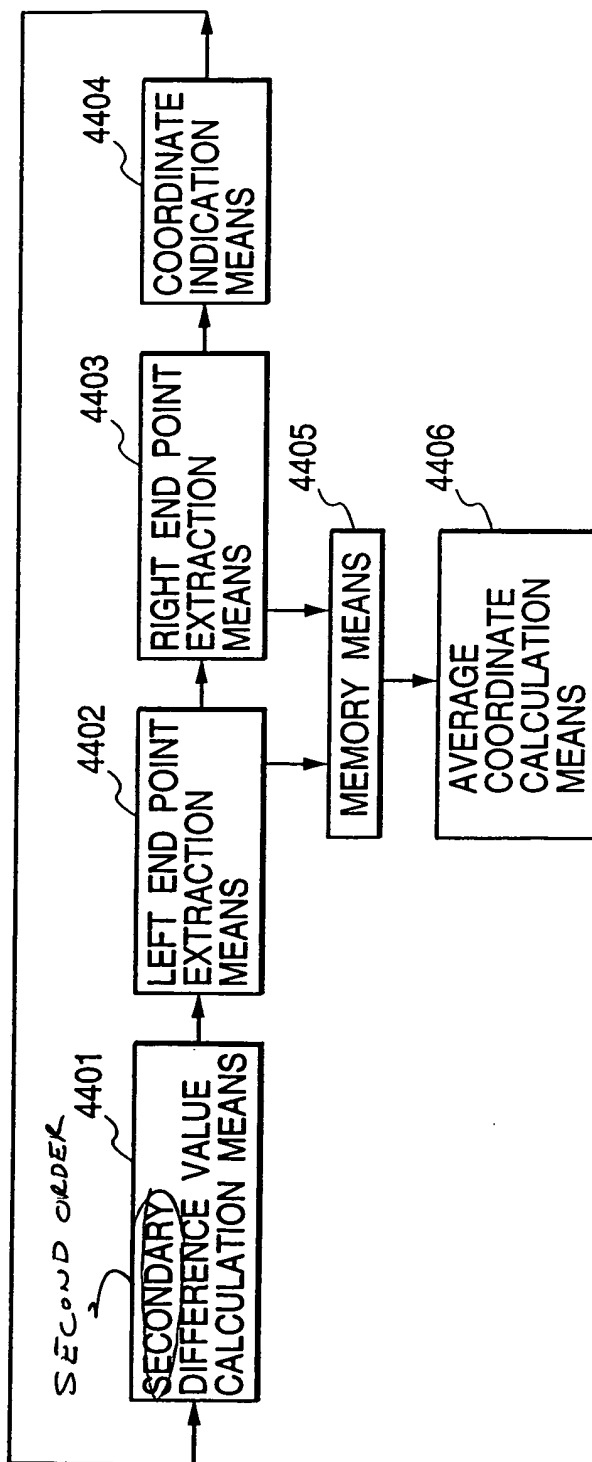 SECOND ORDER
4401
SECONDARY
DIFFERENCE VALUE
CALCULATION MEANS
4402
LEFT END POINT
EXTRACTION
MEANS
4403
RIGHT END POINT
EXTRACTION
MEANS
4404
COORDINATE
INDICATION
MEANS
4405
MEMORY MEANS
4406
AVERAGE
COORDINATE
CALCULATION
MEANS